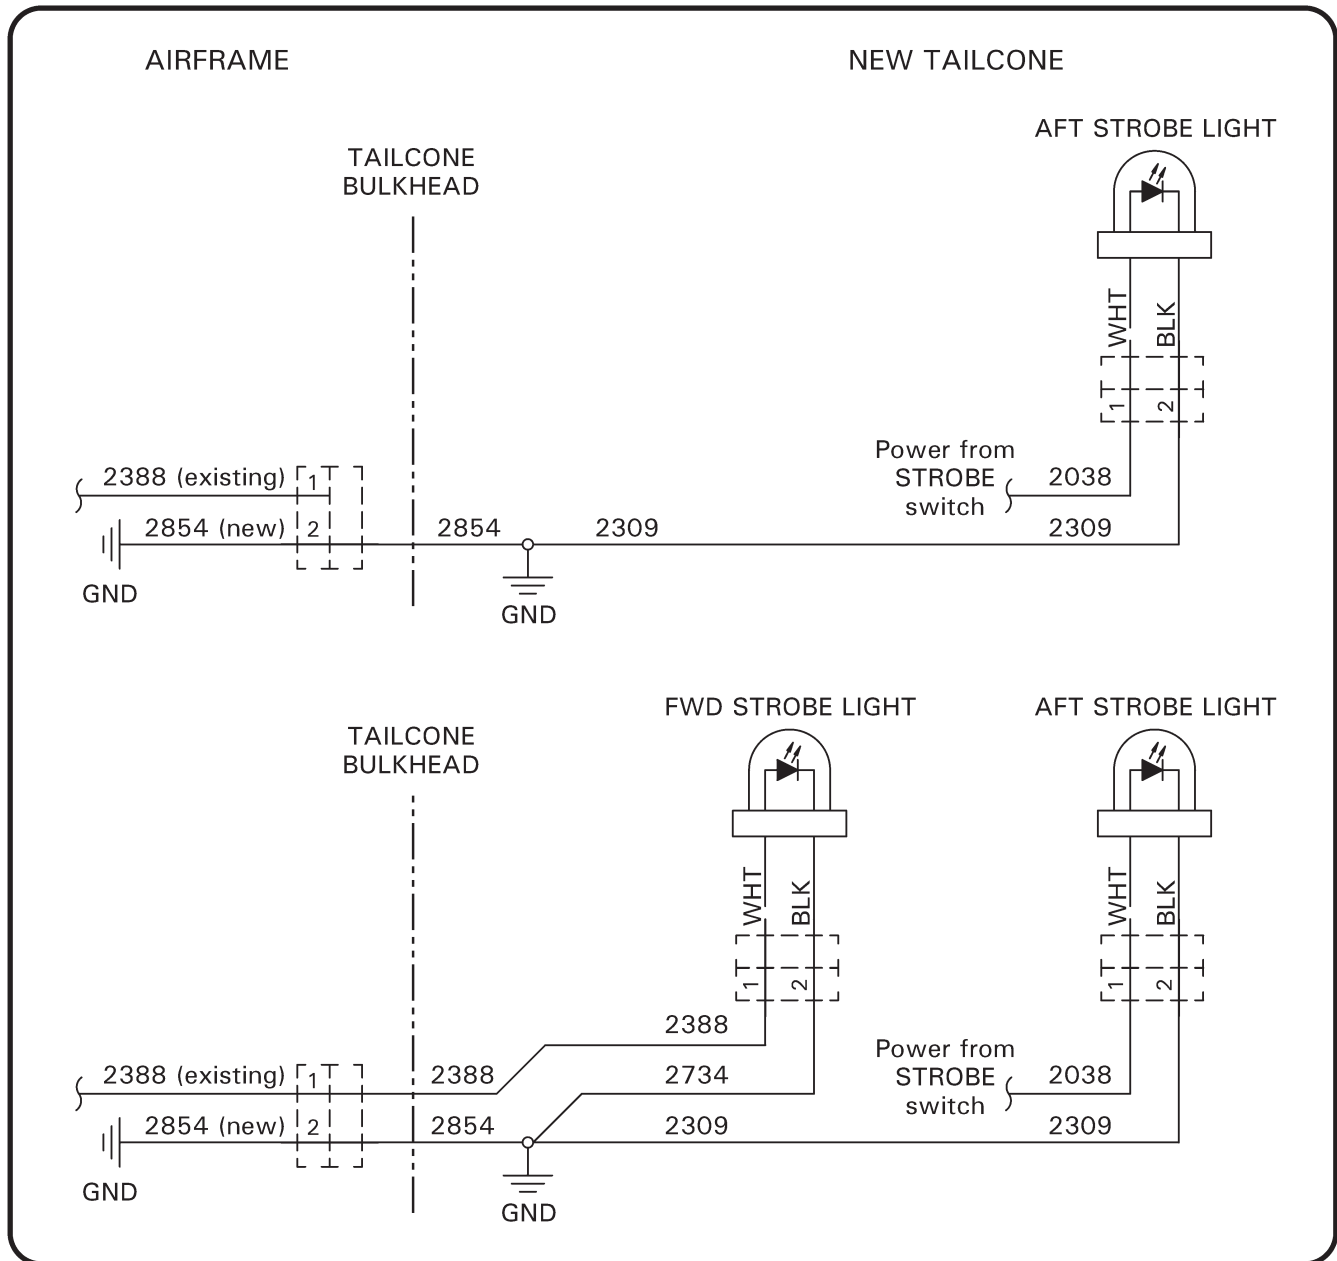 AIRFRAME
NEW TAILCONE
AFT STROBE LIGHT
TAILCONE
BULKHEAD
WHT
BLK
1
2
Power from
STROBE
switch
2038
2388 (existing)
1
2854 (new)
2
2854
2309
2309
GND
GND
FWD STROBE LIGHT
AFT STROBE LIGHT
TAILCONE
BULKHEAD
WHT
BLK
WHT
BLK
1
2
1
2
2388
Power from
STROBE
switch
2038
2388 (existing)
1
2388
2734
2854 (new)
2
2854
2309
2309
GND
GND